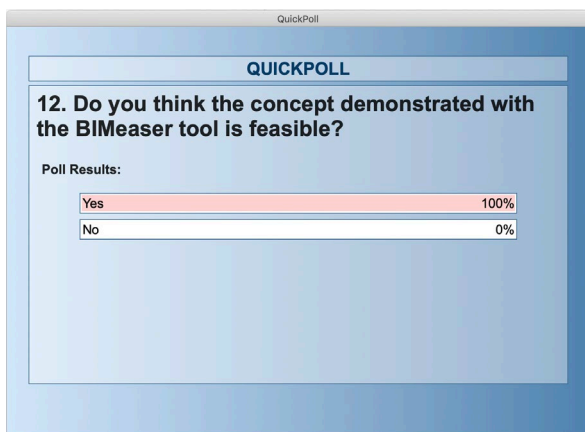 QuickPoll
QUICKPOLL
12. Do you think the concept demonstrated with
the BIMeaser tool is feasible?
Poll Results:
Yes 100%
No 0%